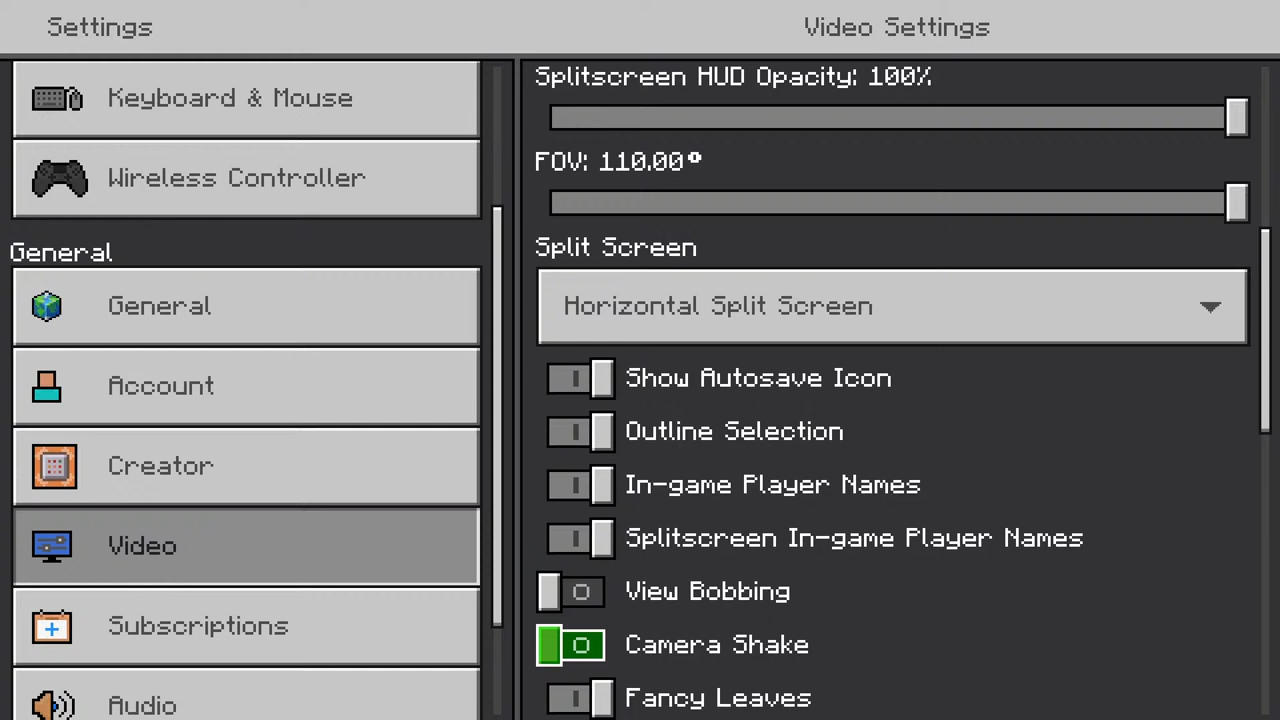 Settings
Video Settings
Keyboard & Mouse
Wireless Controller
General
General
Account
Creator
Video
Subscriptions
Audio
Splitscreen HUD Opacity: 100%
FOV: 110.00°
Split Screen
Horizontal Split Screen
Show Autosave Icon
Outline Selection
In-game Player Names
Splitscreen In-game Player Names
View Bobbing
Camera Shake
Fancy Leaves